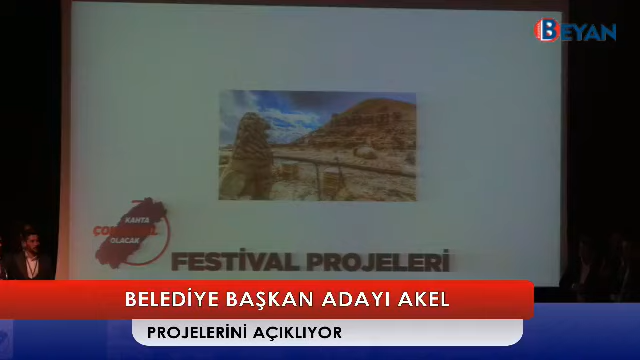 BEYAN
KAHTA
OLACAK
FESTİVAL PROJELERİ
BELEDİYE BAŞKAN ADAYI AKEL
PROJELERİNİ AÇIKLIYOR